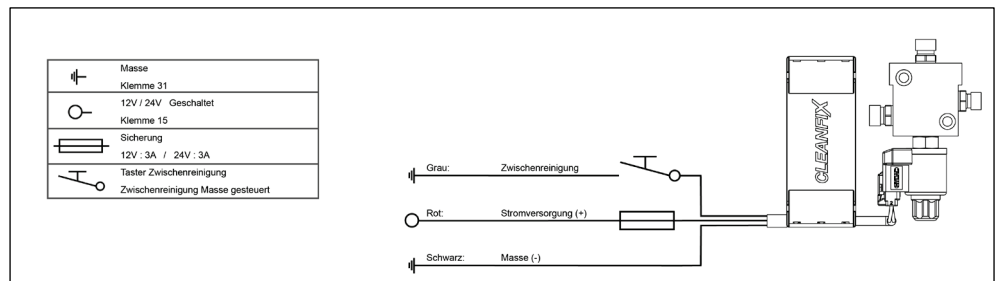 Masse
Klemme 31
12V / 24V Geschaltet
Klemme 15
Sicherung
12V : 3A / 24V : 3A
Taster Zwischenreinigung
Zwischenreinigung Masse gesteuert
Grau: Zwischenreinigung
Rot: Stromversorgung (+)
Schwarz: Masse (-)
CLEANFIX